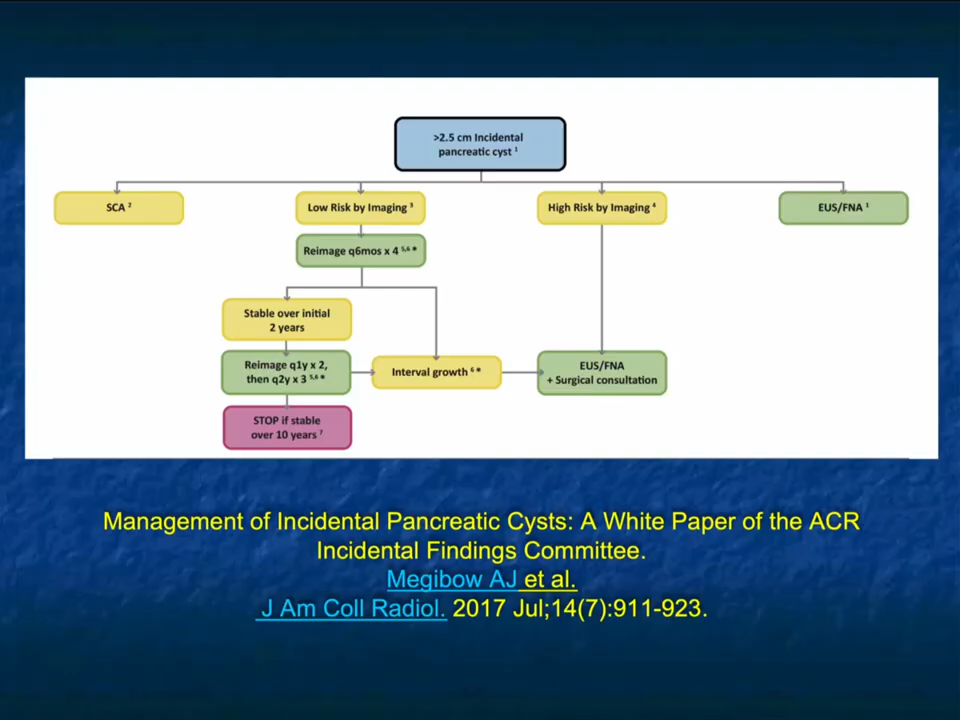 >2.5 cm Incidental
pancreatic cyst ¹
SCA ²
Low Risk by Imaging ³
High Risk by Imaging ⁴
EUS/FNA ¹
Reimage q6mos x 4 ⁵,⁶ *
Stable over initial
2 years
Reimage q1y x 2,
then q2y x 3 ⁵,⁶ *
Interval growth ⁶ *
EUS/FNA
+ Surgical consultation
STOP if stable
over 10 years ⁷
Management of Incidental Pancreatic Cysts: A White Paper of the ACR
Incidental Findings Committee.
Megibow AJ et al.
J Am Coll Radiol. 2017 Jul;14(7):911-923.